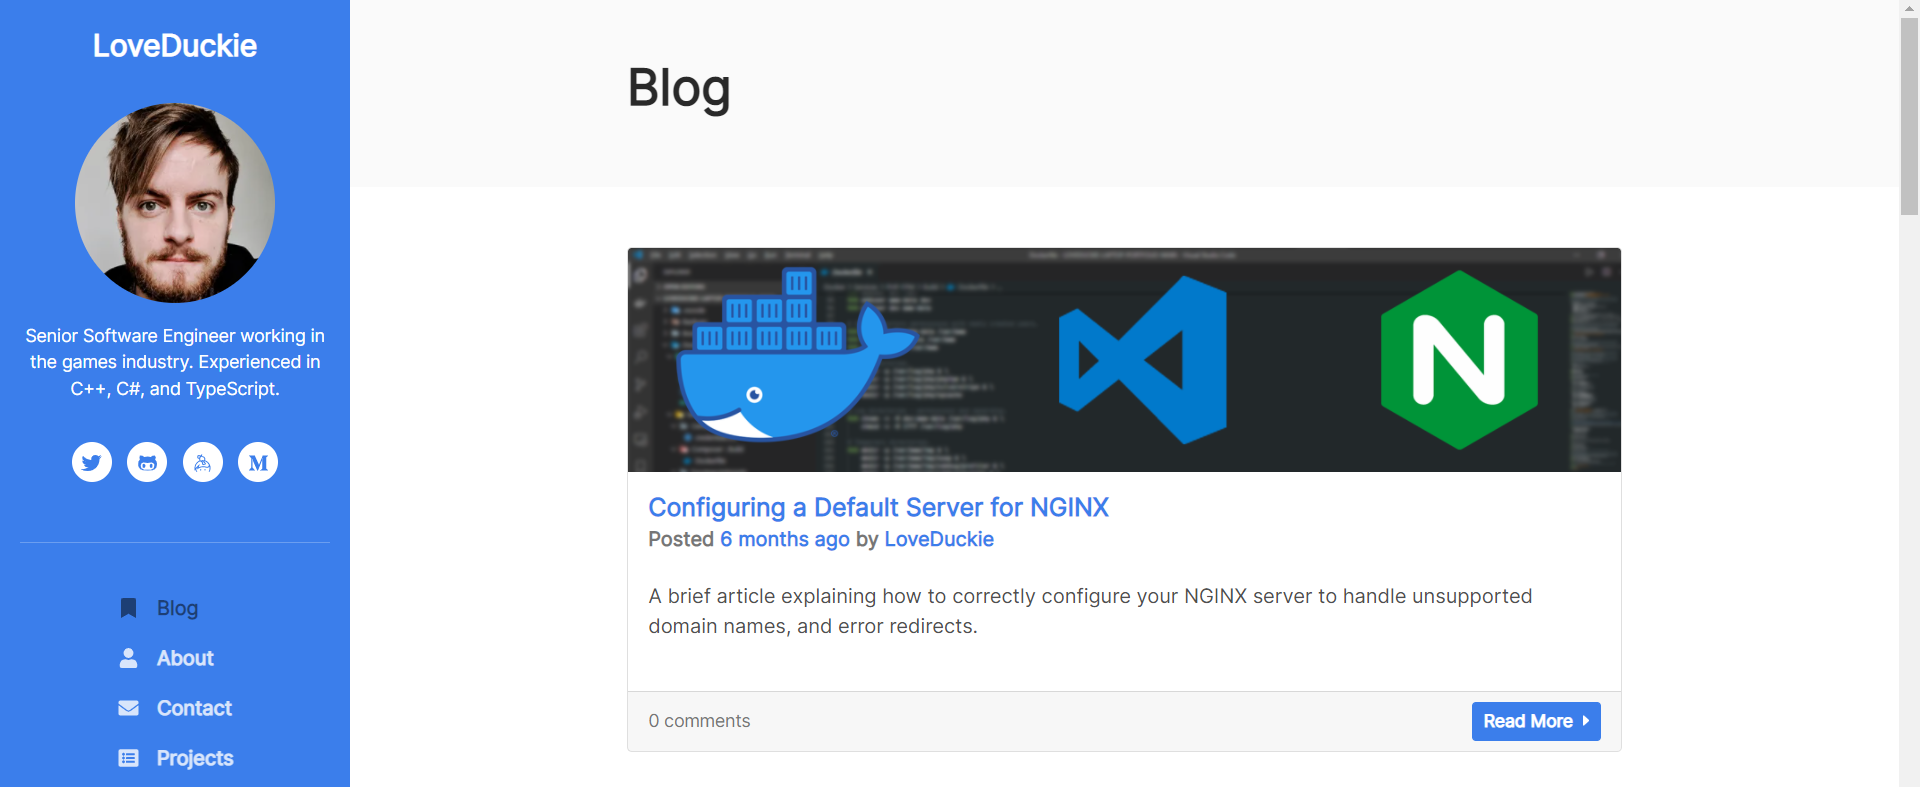 LoveDuckie
Senior Software Engineer working in
the games industry. Experienced in
C++, C#, and TypeScript.
M
Blog
About
Contact
Projects
Blog
N
Configuring a Default Server for NGINX
Posted 6 months ago by LoveDuckie
A brief article explaining how to correctly configure your NGINX server to handle unsupported
domain names, and error redirects.
0 comments
Read More